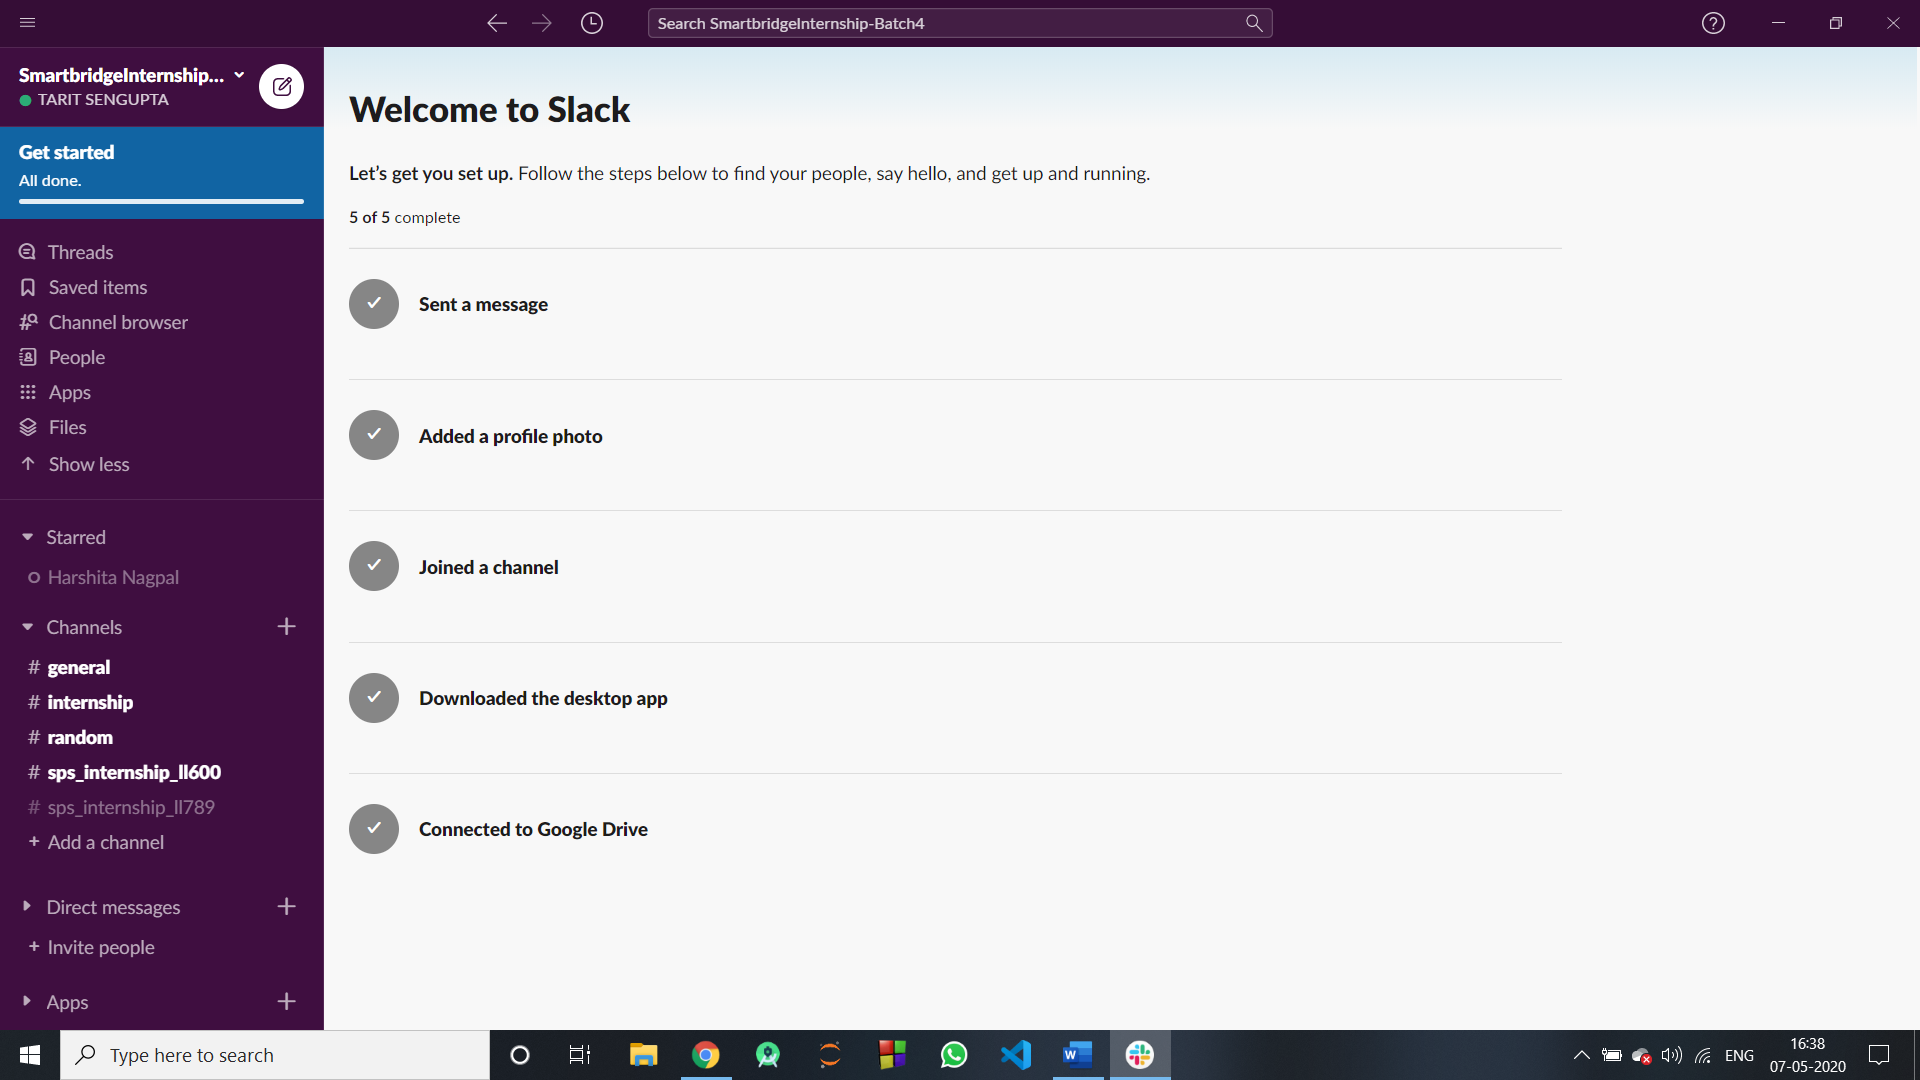 Search SmartbridgeInternship-Batch4
SmartbridgeInternship...
TARIT SENGUPTA
Get started
All done.
Threads
Saved items
Channel browser
People
Apps
Files
Show less
Starred
Harshita Nagpal
Channels
# general
# internship
# random
# sps_internship_ll600
# sps_internship_ll789
+ Add a channel
Direct messages
+ Invite people
Apps
Welcome to Slack
Let's get you set up. Follow the steps below to find your people, say hello, and get up and running.
5 of 5 complete
Sent a message
Added a profile photo
Joined a channel
Downloaded the desktop app
Connected to Google Drive
Type here to search
ENG
16:38
07-05-2020